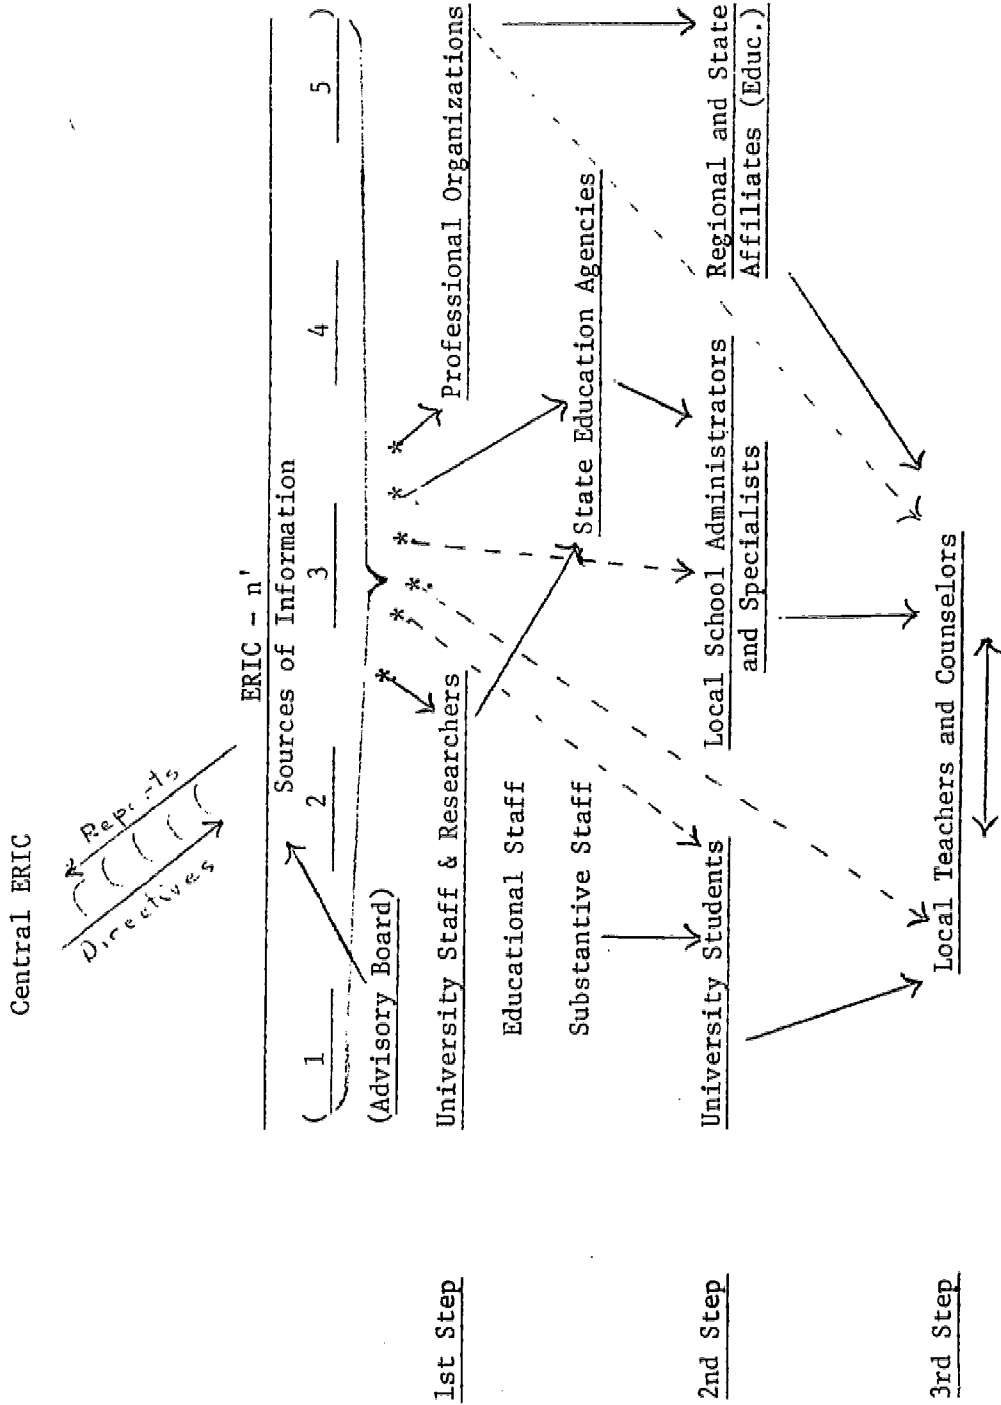 Central ERIC
Reports
Directives
ERIC - n'
Sources of Information
( 1 2 3 4 5 )
(Advisory Board)
* * * * * *
1st Step
University Staff & Researchers
Professional Organizations
Educational Staff
Substantive Staff
State Education Agencies
2nd Step
University Students
Local School Administrators
and Specialists
Regional and State
Affiliates (Educ.)
3rd Step
Local Teachers and Counselors